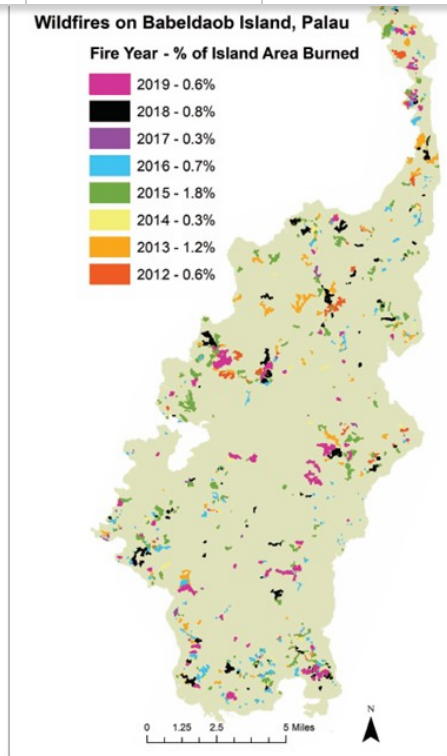 Wildfires on Babeldaob Island, Palau
Fire Year - % of Island Area Burned
2019 - 0.6%
2018 - 0.8%
2017 - 0.3%
2016 - 0.7%
2015 - 1.8%
2014 - 0.3%
2013 - 1.2%
2012 - 0.6%
N
0 1.25 2.5 5 Miles